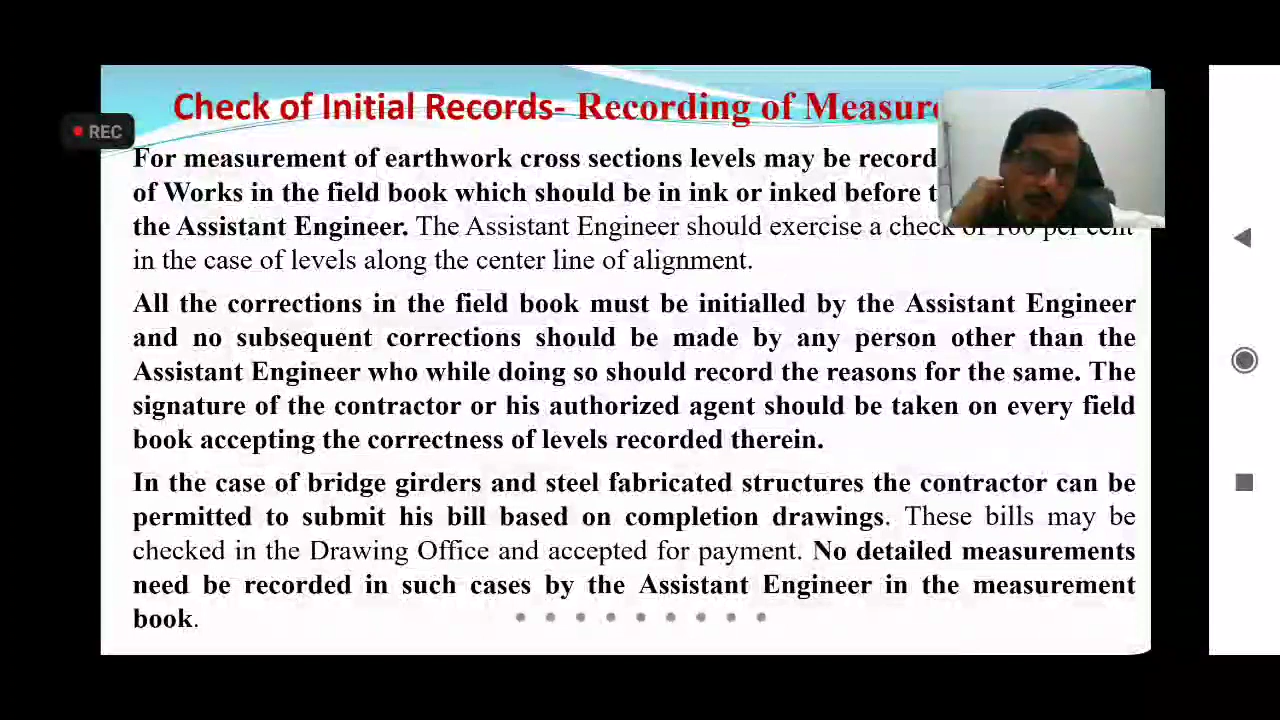 Check of Initial Records- Recording of Measure
REC
For measurement of earthwork cross sections levels may be record
of Works in the field book which should be in ink or inked before t
the Assistant Engineer. The Assistant Engineer should exercise a check of 100 per cent
in the case of levels along the center line of alignment.
All the corrections in the field book must be initialled by the Assistant Engineer
and no subsequent corrections should be made by any person other than the
Assistant Engineer who while doing so should record the reasons for the same. The
signature of the contractor or his authorized agent should be taken on every field
book accepting the correctness of levels recorded therein.
In the case of bridge girders and steel fabricated structures the contractor can be
permitted to submit his bill based on completion drawings. These bills may be
checked in the Drawing Office and accepted for payment. No detailed measurements
need be recorded in such cases by the Assistant Engineer in the measurement
book.